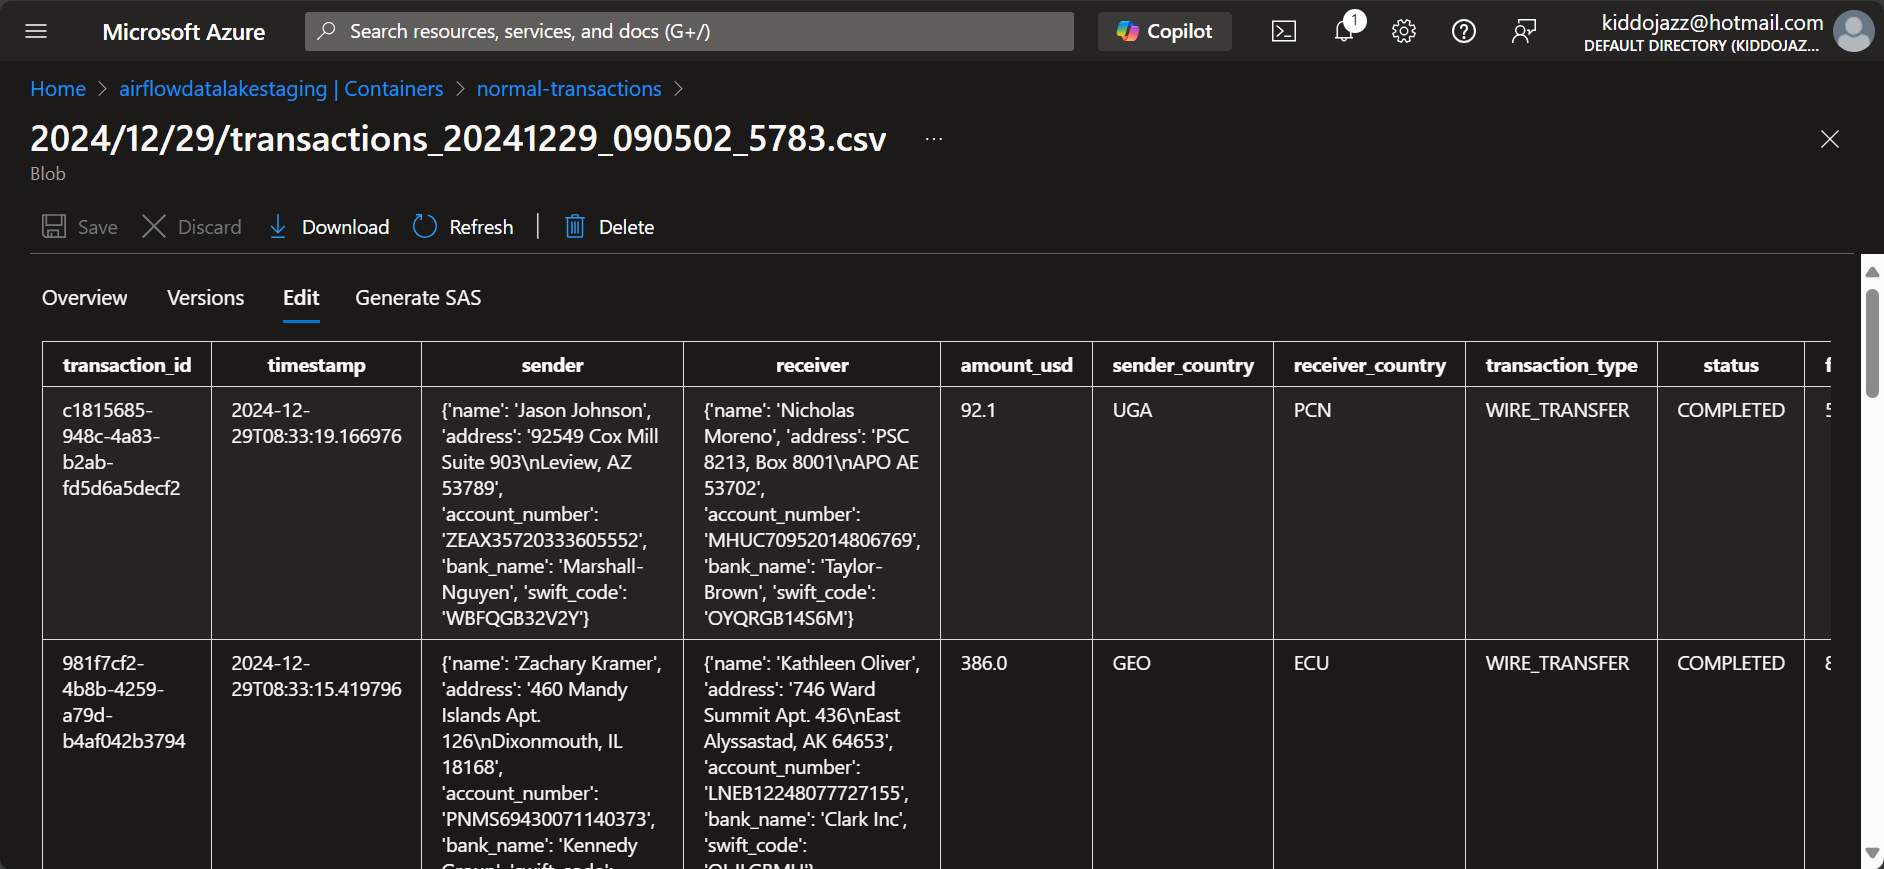 Microsoft Azure
Search resources, services, and docs (G+/)
Copilot
1
kiddojazz@hotmail.com
DEFAULT DIRECTORY (KIDDOJAZ...
Home > airflowdatalakestaging | Containers > normal-transactions >
2024/12/29/transactions_20241229_090502_5783.csv ...
Blob
Save Discard Download Refresh | Delete
Overview Versions Edit Generate SAS
transaction_id timestamp sender receiver amount_usd sender_country receiver_country transaction_type status
c1815685-
948c-4a83-
b2ab-
fd5d6a5decf2
2024-12-
29T08:33:19.166976
{'name': 'Jason Johnson',
'address': '92549 Cox Mill
Suite 903\nLeview, AZ
53789',
'account_number':
'ZEAX35720333605552',
'bank_name': 'Marshall-
Nguyen', 'swift_code':
'WBFQGB32V2Y'}
{'name': 'Nicholas
Moreno', 'address': 'PSC
8213, Box 8001\nAPO AE
53702',
'account_number':
'MHUC70952014806769',
'bank_name': 'Taylor-
Brown', 'swift_code':
'OYQRGB14S6M'}
92.1
UGA
PCN
WIRE_TRANSFER
COMPLETED
981f7cf2-
4b8b-4259-
a79d-
b4af042b3794
2024-12-
29T08:33:15.419796
{'name': 'Zachary Kramer',
'address': '460 Mandy
Islands Apt.
126\nDixonmouth, IL
18168',
'account_number':
'PNMS69430071140373',
'bank_name': 'Kennedy
Group', 'swift_code':
{'name': 'Kathleen Oliver',
'address': '746 Ward
Summit Apt. 436\nEast
Alyssastad, AK 64653',
'account_number':
'LNEB12248077727155',
'bank_name': 'Clark Inc',
'swift_code':
386.0
GEO
ECU
WIRE_TRANSFER
COMPLETED